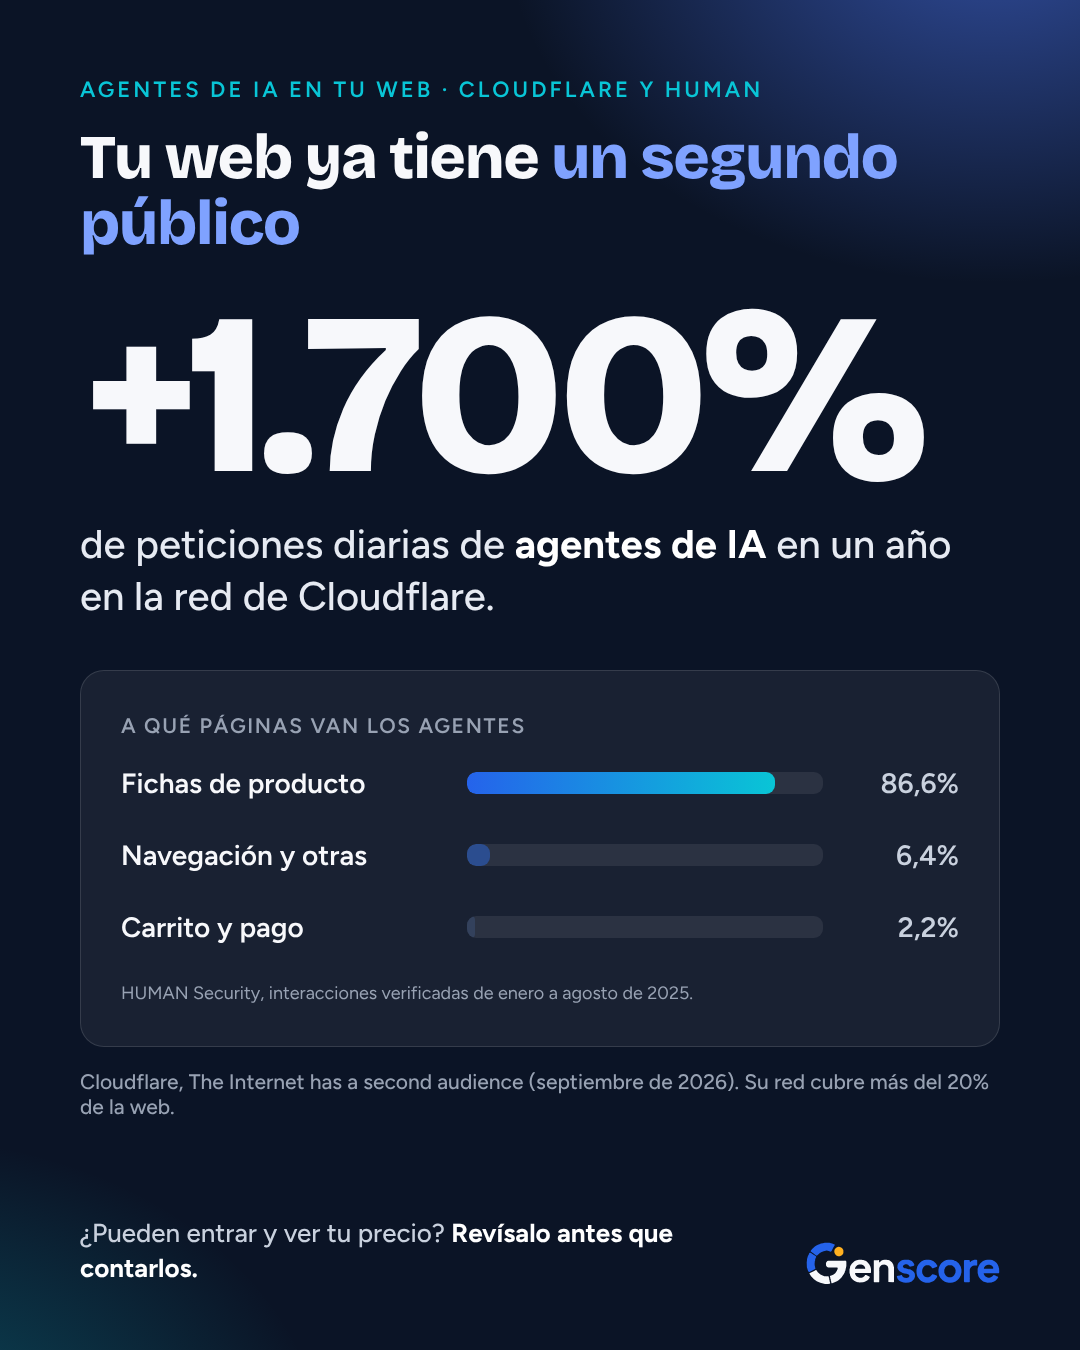 AGENTES DE IA EN TU WEB · CLOUDFLARE Y HUMAN
Tu web ya tiene un segundo
público
+1.700%
de peticiones diarias de agentes de IA en un año
en la red de Cloudflare.
A QUÉ PÁGINAS VAN LOS AGENTES
Fichas de producto 86,6%
Navegación y otras 6,4%
Carrito y pago 2,2%
HUMAN Security, interacciones verificadas de enero a agosto de 2025.
Cloudflare, The Internet has a second audience (septiembre de 2026). Su red cubre más del 20%
de la web.
¿Pueden entrar y ver tu precio? Revísalo antes que
contarlos.
Genscore